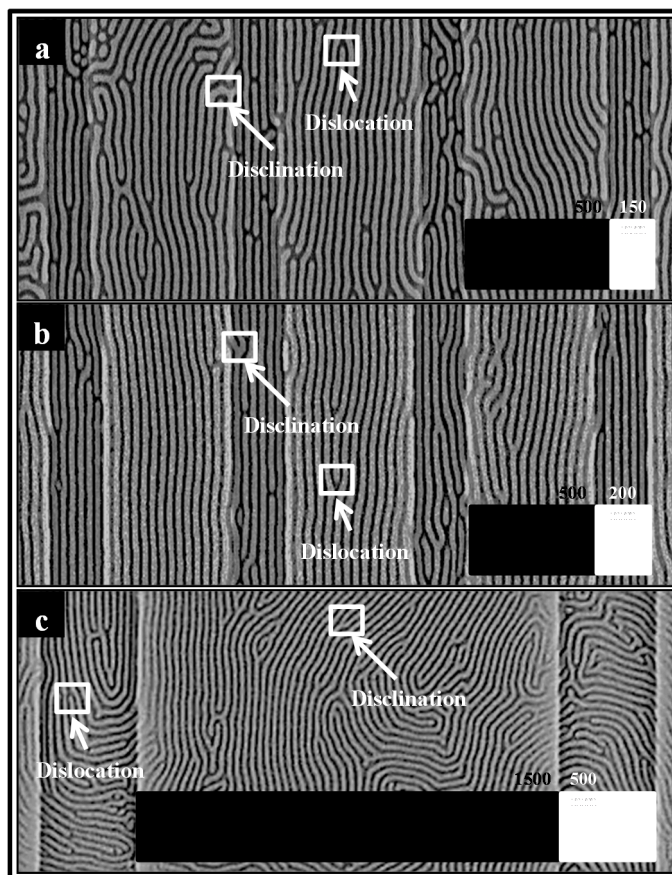 a
Dislocation
Disclination
500 150
b
Disclination
Dislocation
500 200
c
Disclination
Dislocation
1500 500